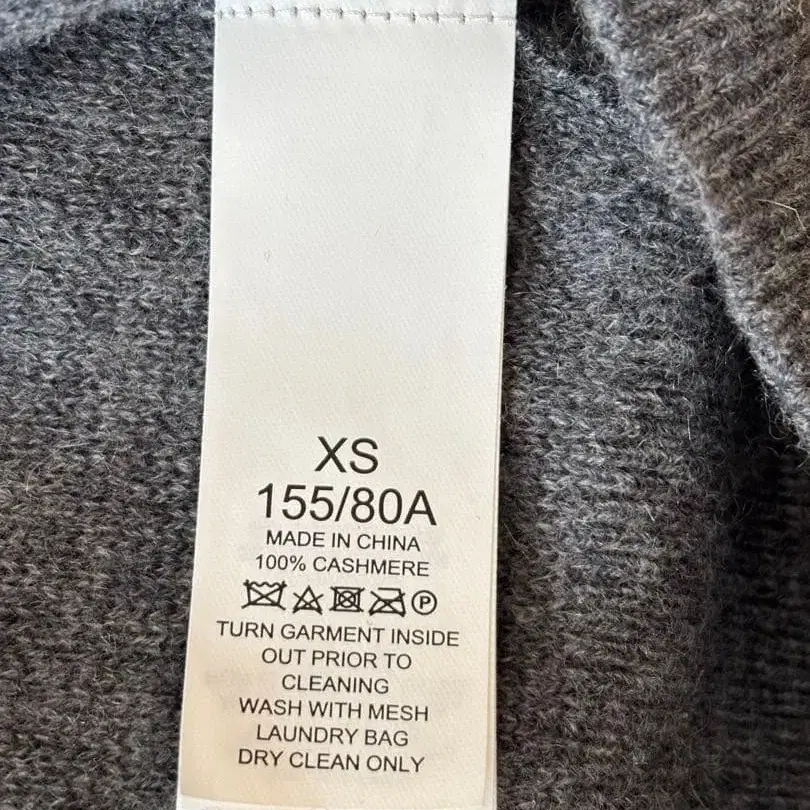 XS
155/80A
MADE IN CHINA
100% CASHMERE
P
TURN GARMENT INSIDE
OUT PRIOR TO
CLEANING
WASH WITH MESH
LAUNDRY BAG
DRY CLEAN ONLY